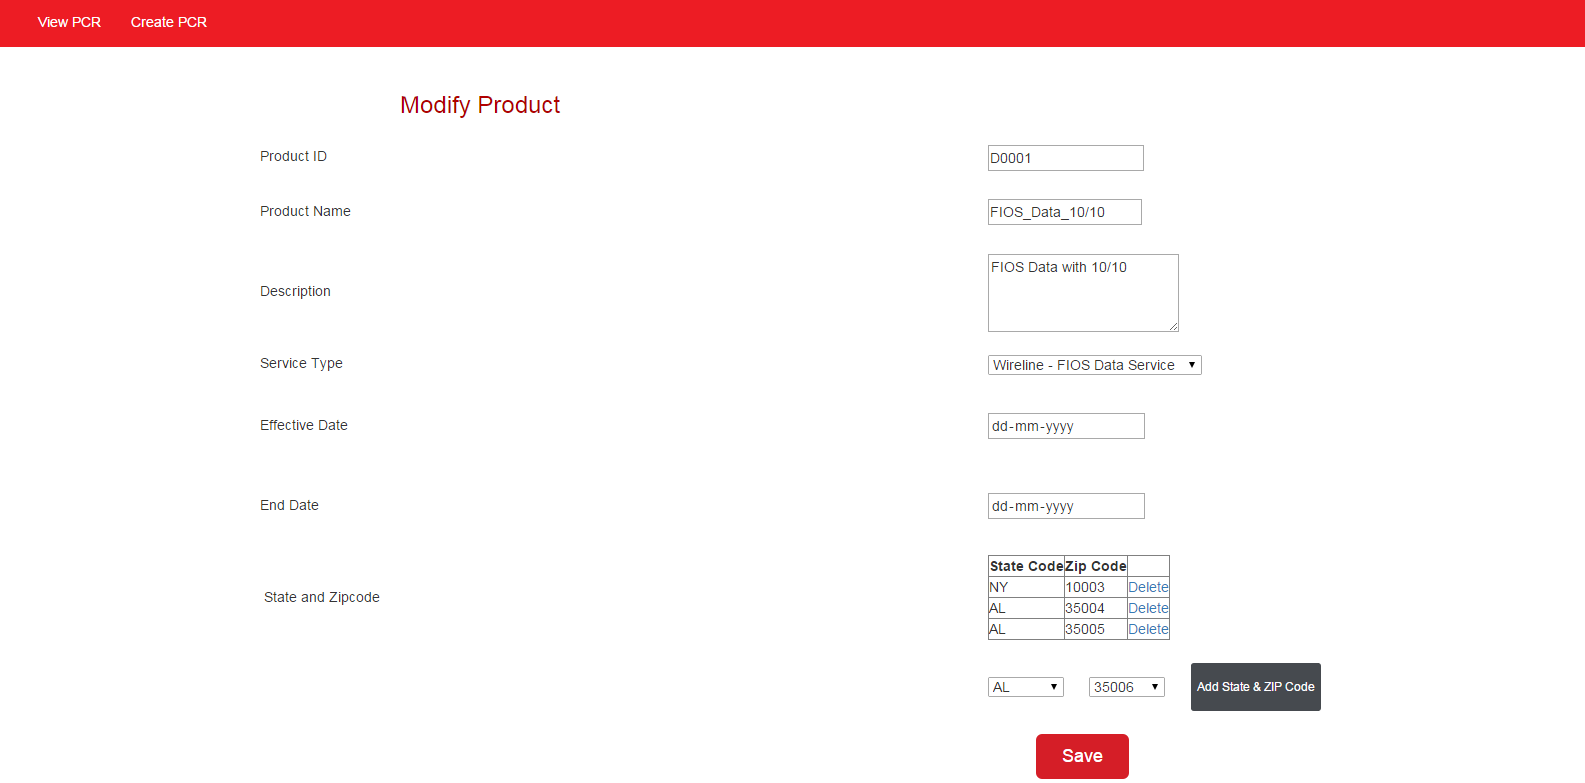 View PCR Create PCR
Modify Product
Product ID D0001
Product Name FIOS_Data_10/10
Description FIOS Data with 10/10
Service Type Wireline - FIOS Data Service
Effective Date dd-mm-yyyy
End Date dd-mm-yyyy
State and Zipcode
State Code Zip Code
NY 10003 Delete
AL 35004 Delete
AL 35005 Delete
AL 35006 Add State & ZIP Code
Save